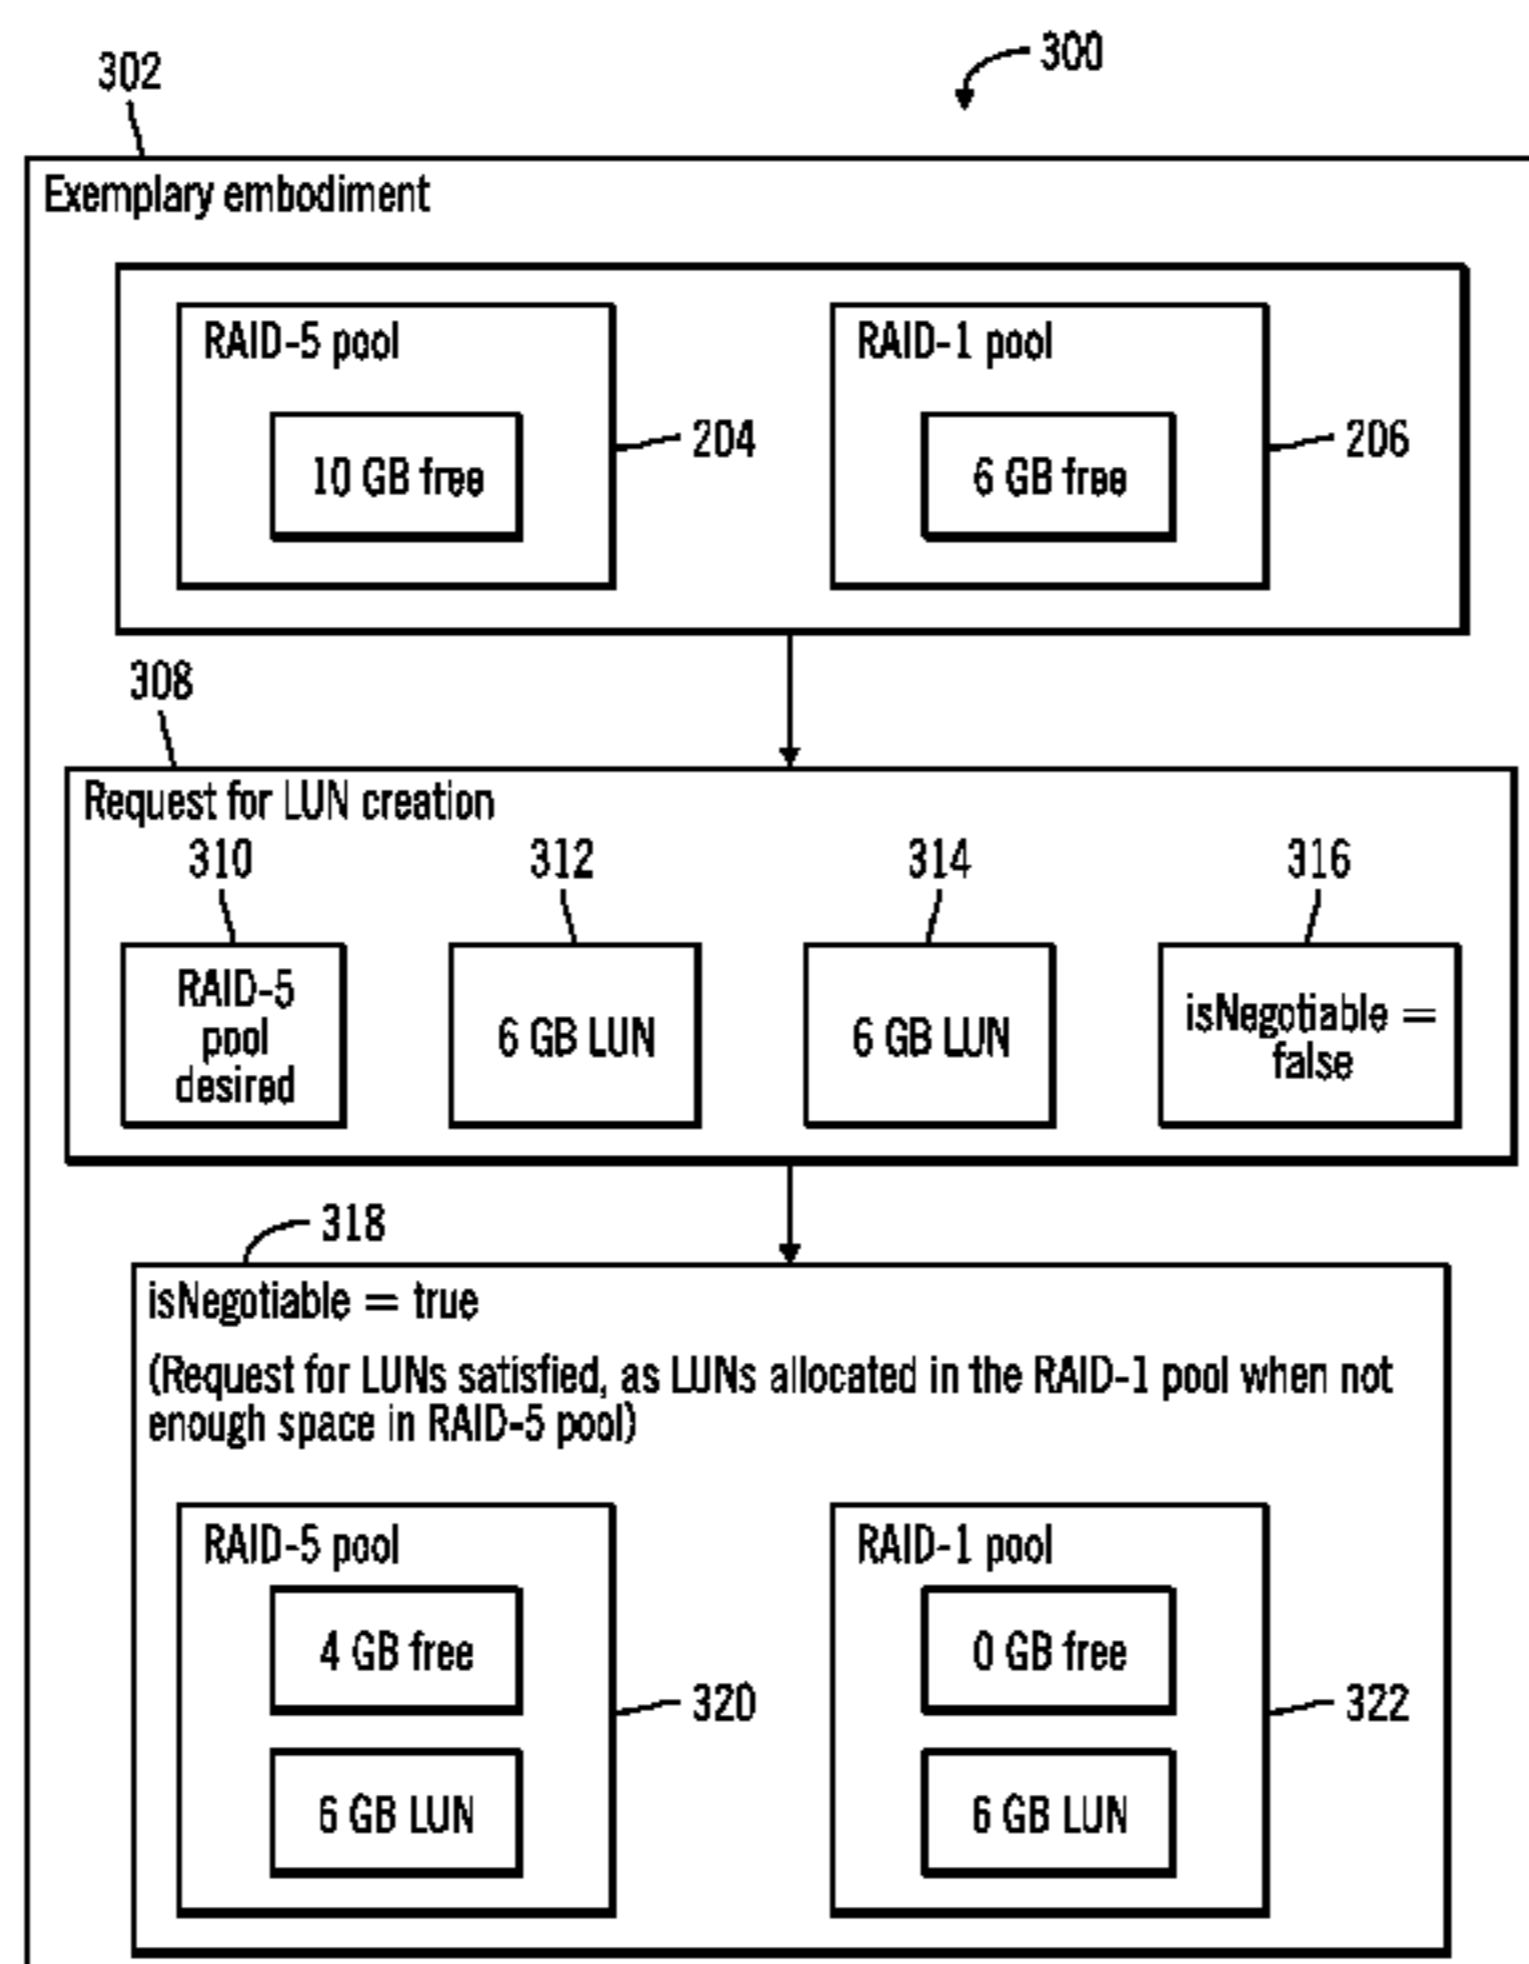 300
302
Exemplary embodiment
RAID-5 pool
RAID-1 pool
10 GB free
204
6 GB free
206
308
Request for LUN creation
310
312
314
316
RAID-5
pool
desired
6 GB LUN
6 GB LUN
isNegotiable =
false
318
isNegotiable = true
(Request for LUNs satisfied, as LUNs allocated in the RAID-1 pool when not
enough space in RAID-5 pool)
RAID-5 pool
RAID-1 pool
4 GB free
0 GB free
320
322
6 GB LUN
6 GB LUN